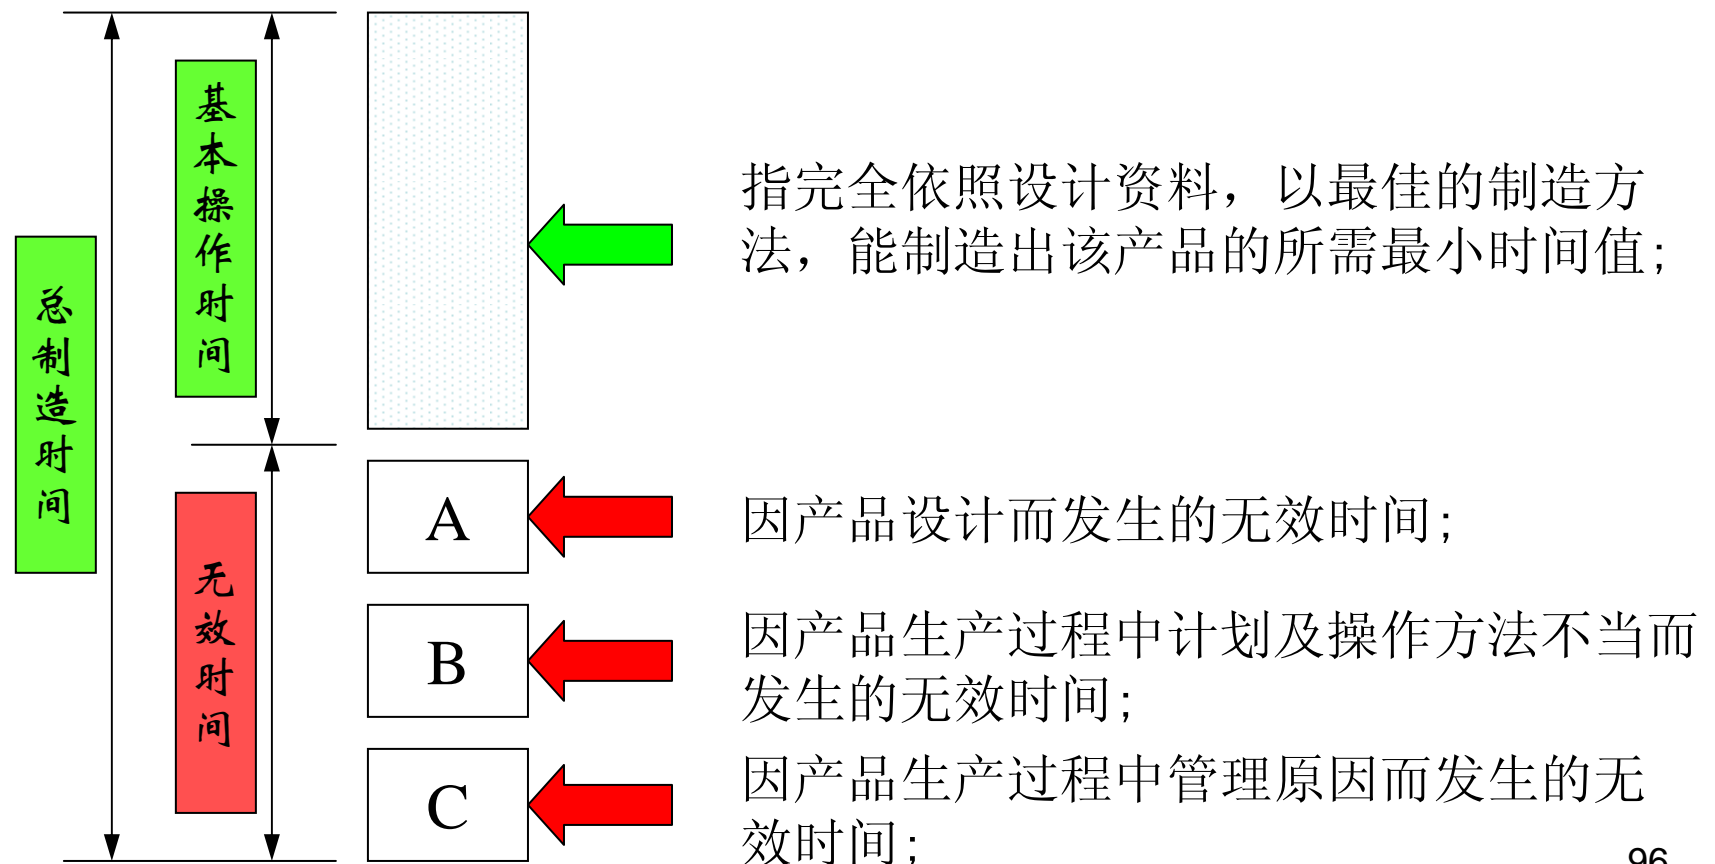 总制造时间
基本操作时间
无效时间
指完全依照设计资料，以最佳的制造方
法，能制造出该产品的所需最小时间值;
A
因产品设计而发生的无效时间;
B
因产品生产过程中计划及操作方法不当而
发生的无效时间;
C
因产品生产过程中管理原因而发生的无
效时间;
96